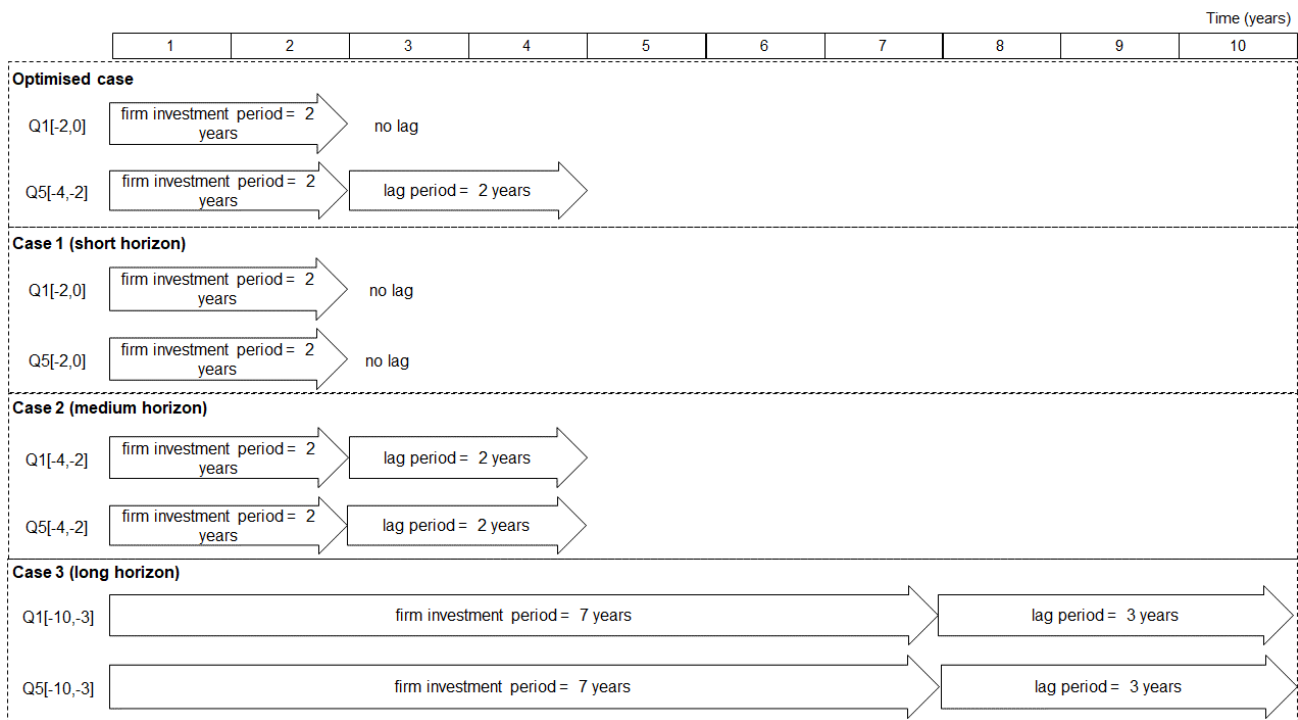 Time (years)
1 2 3 4 5 6 7 8 9 10
Optimised case
Q1[-2,0]
firm investment period = 2
years
no lag
Q5[-4,-2]
firm investment period = 2
years
lag period = 2 years
Case 1 (short horizon)
Q1[-2,0]
firm investment period = 2
years
no lag
Q5[-2,0]
firm investment period = 2
years
no lag
Case 2 (medium horizon)
Q1[-4,-2]
firm investment period = 2
years
lag period = 2 years
Q5[-4,-2]
firm investment period = 2
years
lag period = 2 years
Case 3 (long horizon)
Q1[-10,-3]
firm investment period = 7 years
lag period = 3 years
Q5[-10,-3]
firm investment period = 7 years
lag period = 3 years